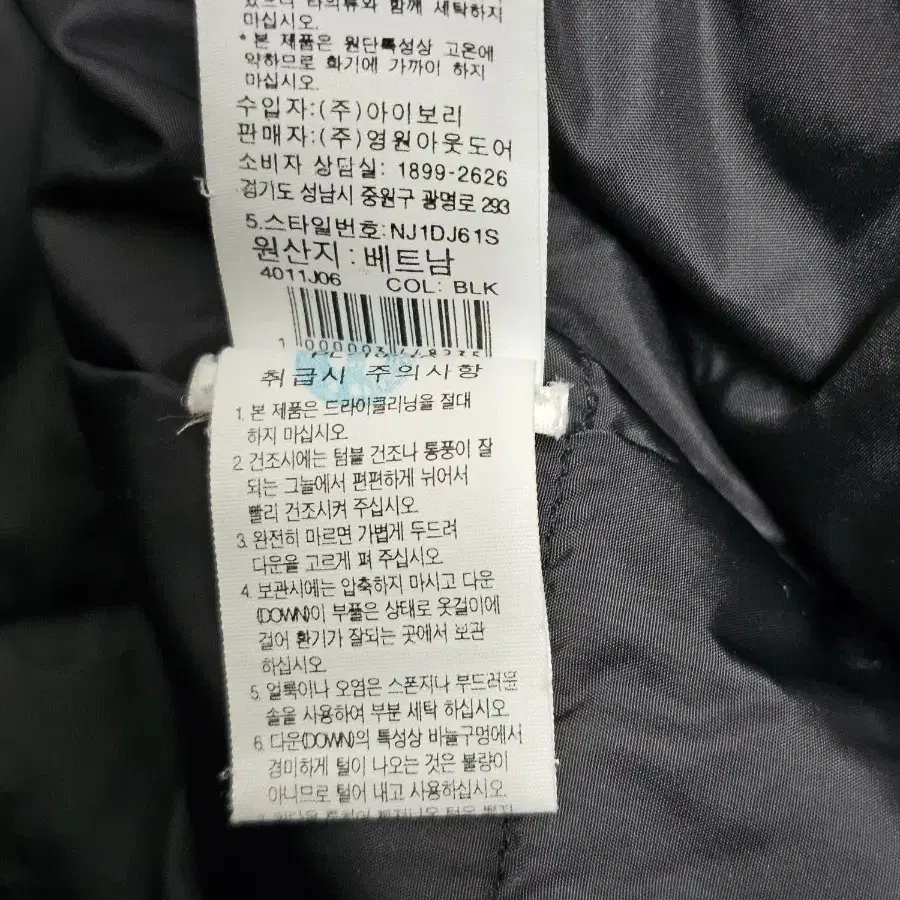 있으니 타의류와 함께 세탁하지
마십시오.
* 본 제품은 원단특성상 고온에
약하므로 화기에 가까이 하지
마십시오.
수입자:(주)아이보리
판매자:(주)영원아웃도어
소비자 상담실: 1899-2626
경기도 성남시 중원구 광명로 293
5.스타일번호:NJ1DJ61S
원산지 : 베트남
4011J06 COL: BLK
1
취급시 주의사항
1. 본 제품은 드라이클리닝을 절대
하지 마십시오
2 건조시에는 텀블 건조나 통풍이 잘
되는 그늘에서 편편하게 뉘어서
빨리 건조시켜 주십시오
3. 완전히 마르면 가볍게 두드려
다운을 고르게 펴 주십시오
4. 보관시에는 압축하지 마시고 다운
(DOWN)이 부풀은 상태로 옷걸이에
걸어 환기가 잘되는 곳에서 보관
하십시오
5. 얼룩이나 오염은 스폰지나 부드러운
솔을 사용하여 부분 세탁 하십시오
6. 다운(DOWN)의 특성상 바늘구멍에서
경미하게 털이 나오는 것은 불량이
아니므로 털어 내고 사용하십시오.